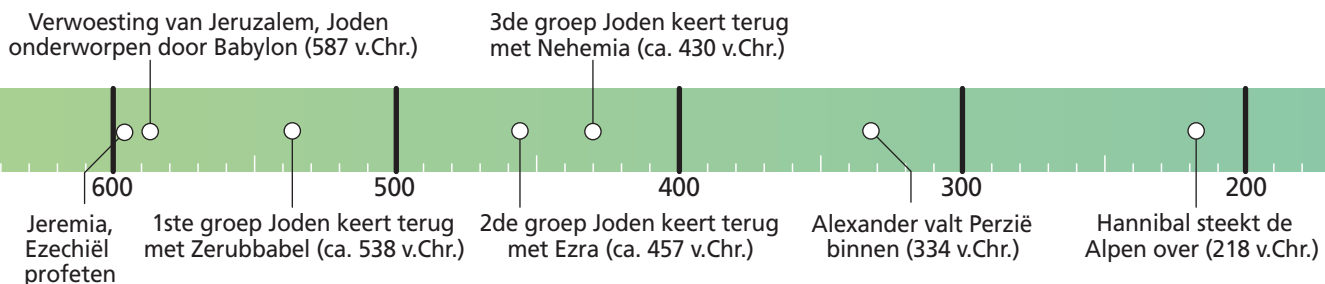 Verwoesting van Jeruzalem, Joden
onderworpen door Babylon (587 v.Chr.)
3de groep Joden keert terug
met Nehemia (ca. 430 v.Chr.)
600
500
400
300
200
Jeremia,
Ezechiël
profeten
1ste groep Joden keert terug
met Zerubbabel (ca. 538 v.Chr.)
2de groep Joden keert terug
met Ezra (ca. 457 v.Chr.)
Alexander valt Perzië
binnen (334 v.Chr.)
Hannibal steekt de
Alpen over (218 v.Chr.)